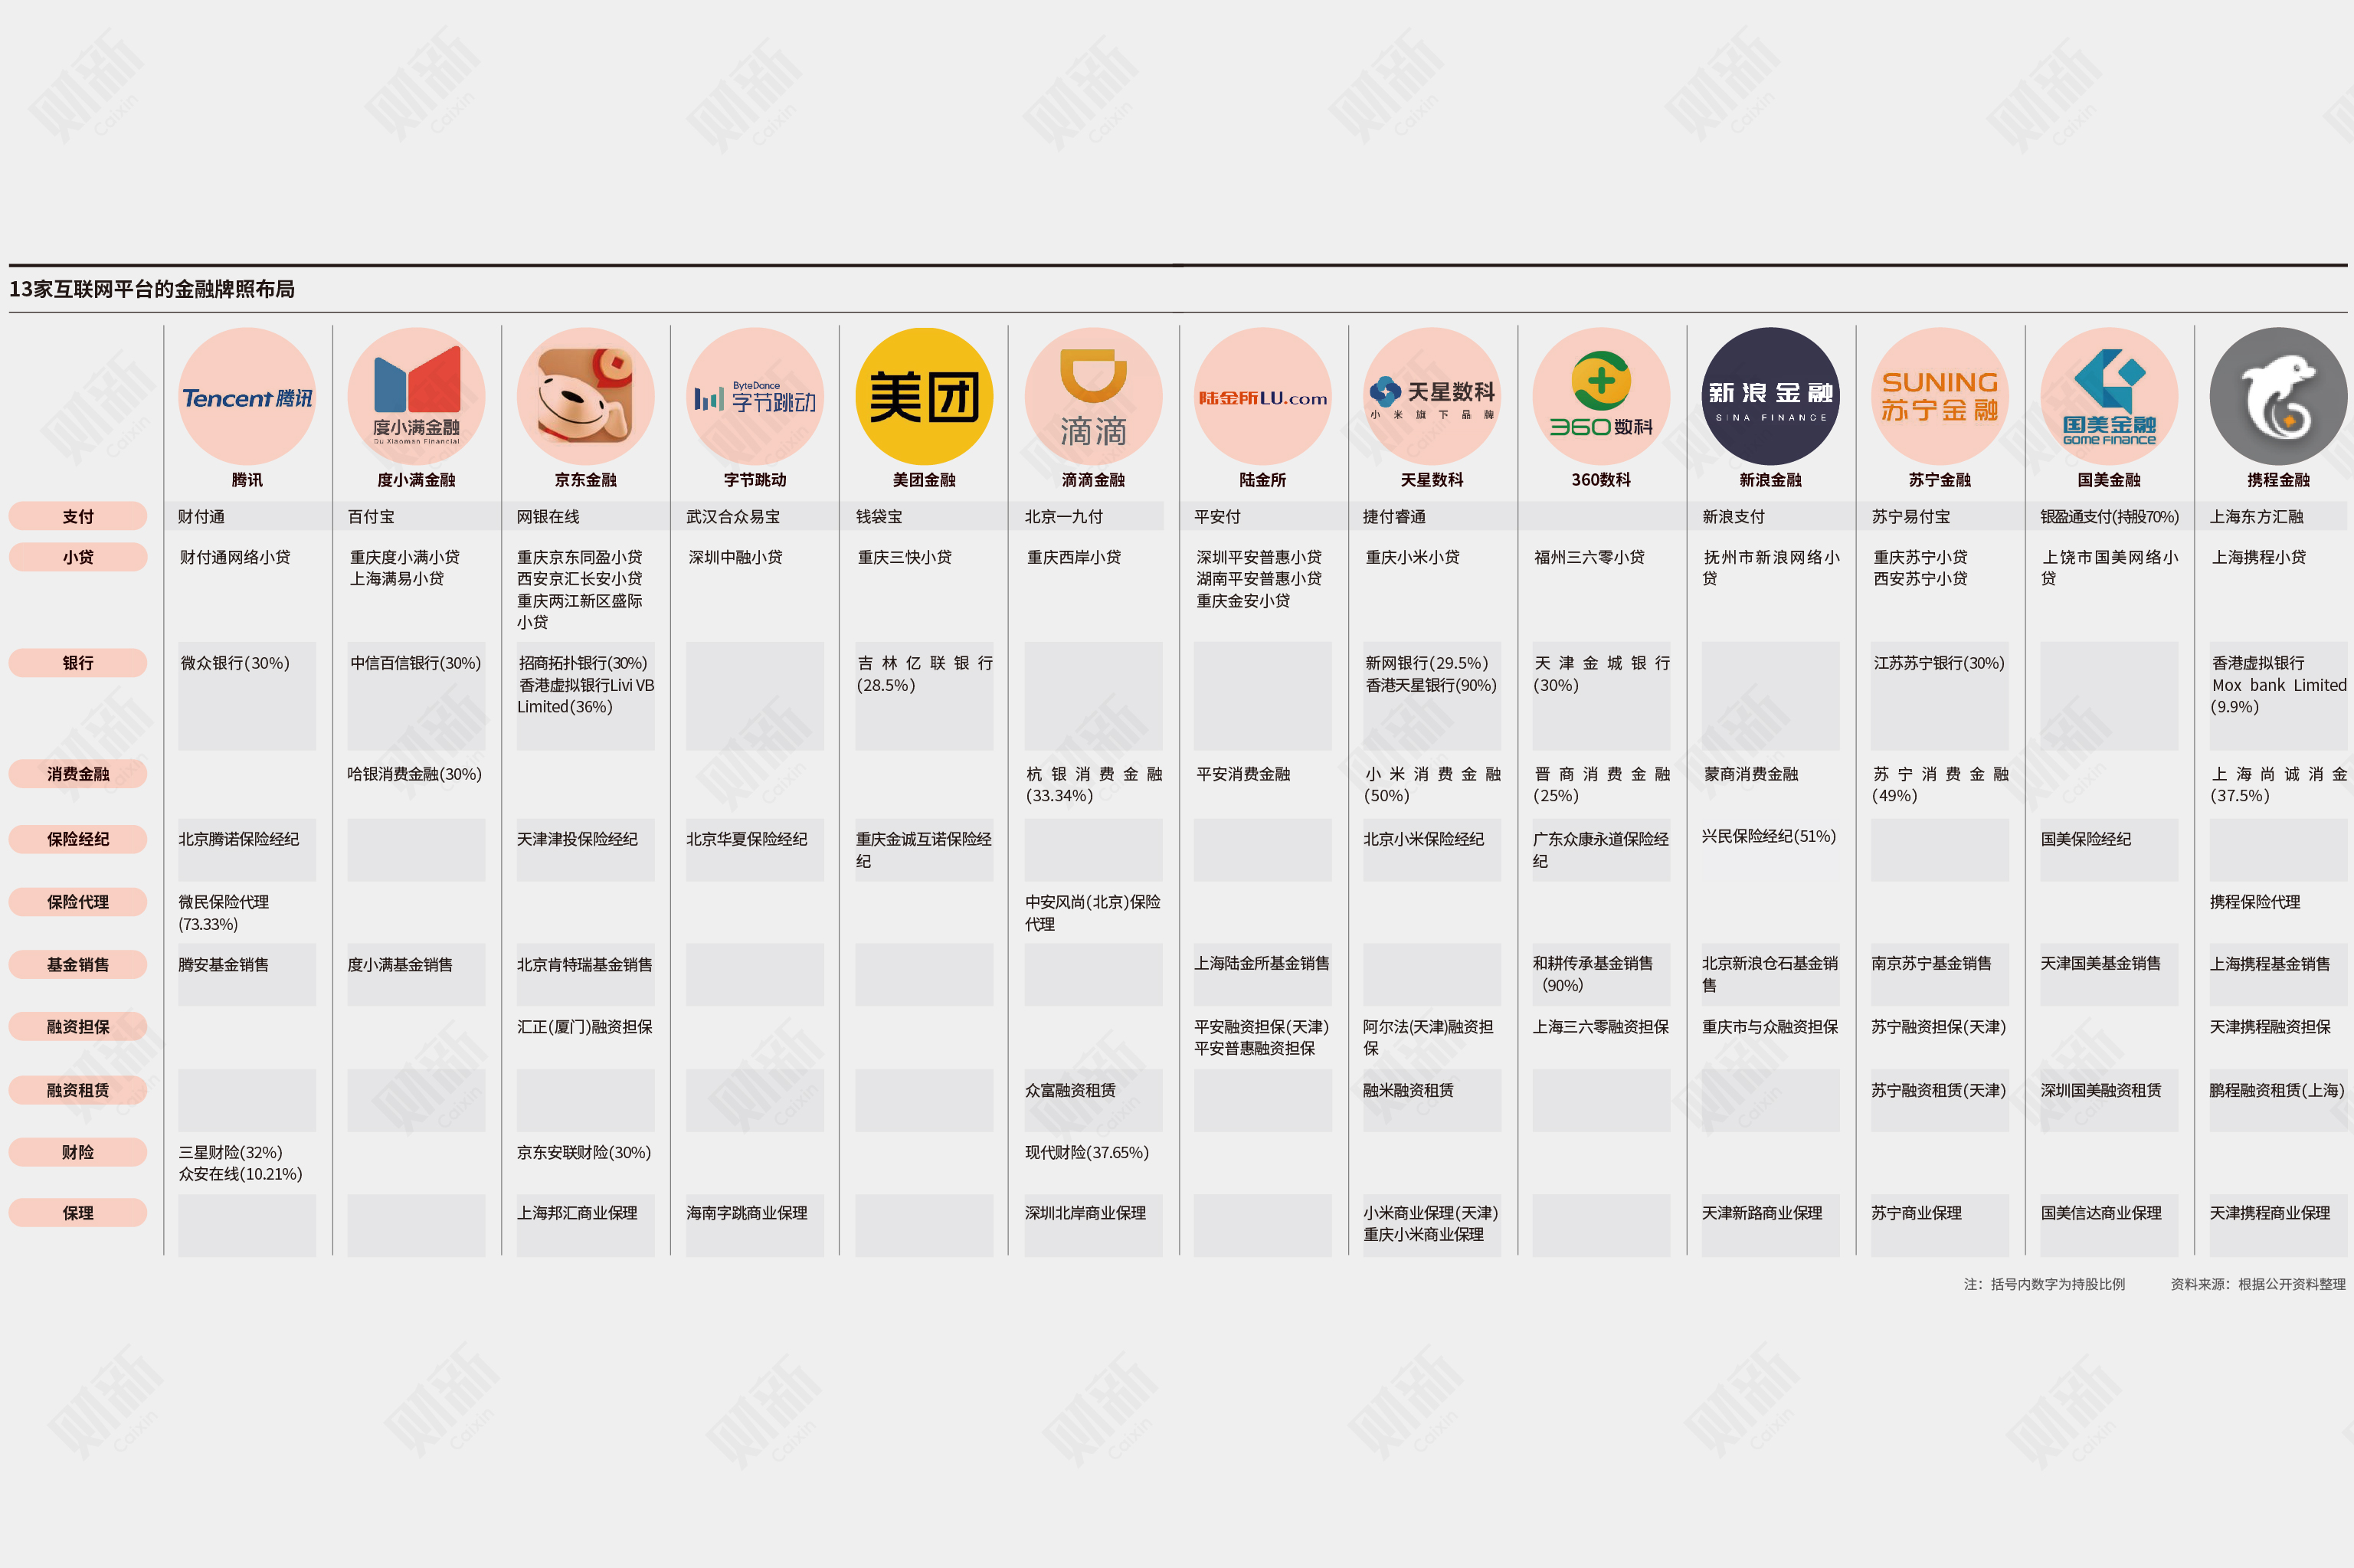 13家互联网平台的金融牌照布局
Tencent 腾讯
度小满金融
Du Xiaoman Financial
ByteDance
字节跳动
美团
滴滴
陆金所LU.com
天星数科
小米旗下品牌
360数科
新浪金融
SINA FINANCE
SUNING
苏宁金融
国美金融
GOME FINANCE
腾讯 度小满金融 京东金融 字节跳动 美团金融 滴滴金融 陆金所 天星数科 360数科 新浪金融 苏宁金融 国美金融 携程金融
支付 财付通 百付宝 网银在线 武汉合众易宝 钱袋宝 北京一九付 平安付 捷付睿通 新浪支付 苏宁易付宝 银盈通支付(持股70%) 上海东方汇融
小贷 财付通网络小贷 重庆度小满小贷 重庆京东同盈小贷 深圳中融小贷 重庆三快小贷 重庆西岸小贷 深圳平安普惠小贷 重庆小米小贷 福州三六零小贷 抚州市新浪网络小 重庆苏宁小贷 上饶市国美网络小 上海携程小贷
上海满易小贷 西安京汇长安小贷 湖南平安普惠小贷 贷 西安苏宁小贷 贷
重庆两江新区盛际 重庆金安小贷
小贷
银行 微众银行(30%) 中信百信银行(30%) 招商拓扑银行(30%) 吉林亿联银行 新网银行(29.5%) 天津金城银行 江苏苏宁银行(30%) 香港虚拟银行
香港虚拟银行Livi VB (28.5%) 香港天星银行(90%) (30%) Mox bank Limited
Limited(36%) (9.9%)
消费金融 哈银消费金融(30%) 杭银消费金融 平安消费金融 小米消费金融 晋商消费金融 蒙商消费金融 苏宁消费金融 上海尚诚消金
(33.34%) (50%) (25%) (49%) (37.5%)
保险经纪 北京腾诺保险经纪 天津津投保险经纪 北京华夏保险经纪 重庆金诚互诺保险经 北京小米保险经纪 广东众康永道保险经 兴民保险经纪(51%) 国美保险经纪
纪 纪
保险代理 微民保险代理 中安风尚(北京)保险 携程保险代理
(73.33%) 代理
基金销售 腾安基金销售 度小满基金销售 北京肯特瑞基金销售 上海陆金所基金销售 和耕传承基金销售 北京新浪仓石基金销 南京苏宁基金销售 天津国美基金销售 上海携程基金销售
（90%） 售
融资担保 汇正(厦门)融资担保 平安融资担保(天津) 阿尔法(天津)融资担 上海三六零融资担保 重庆市与众融资担保 苏宁融资担保(天津) 天津携程融资担保
平安普惠融资担保 保
融资租赁 众富融资租赁 融米融资租赁 苏宁融资租赁(天津) 深圳国美融资租赁 鹏程融资租赁(上海)
财险 三星财险(32%) 京东安联财险(30%) 现代财险(37.65%)
众安在线(10.21%)
保理 上海邦汇商业保理 海南字跳商业保理 深圳北岸商业保理 小米商业保理(天津) 天津新路商业保理 苏宁商业保理 国美信达商业保理 天津携程商业保理
重庆小米商业保理
注：括号内数字为持股比例 资料来源：根据公开资料整理
财新 Caixin